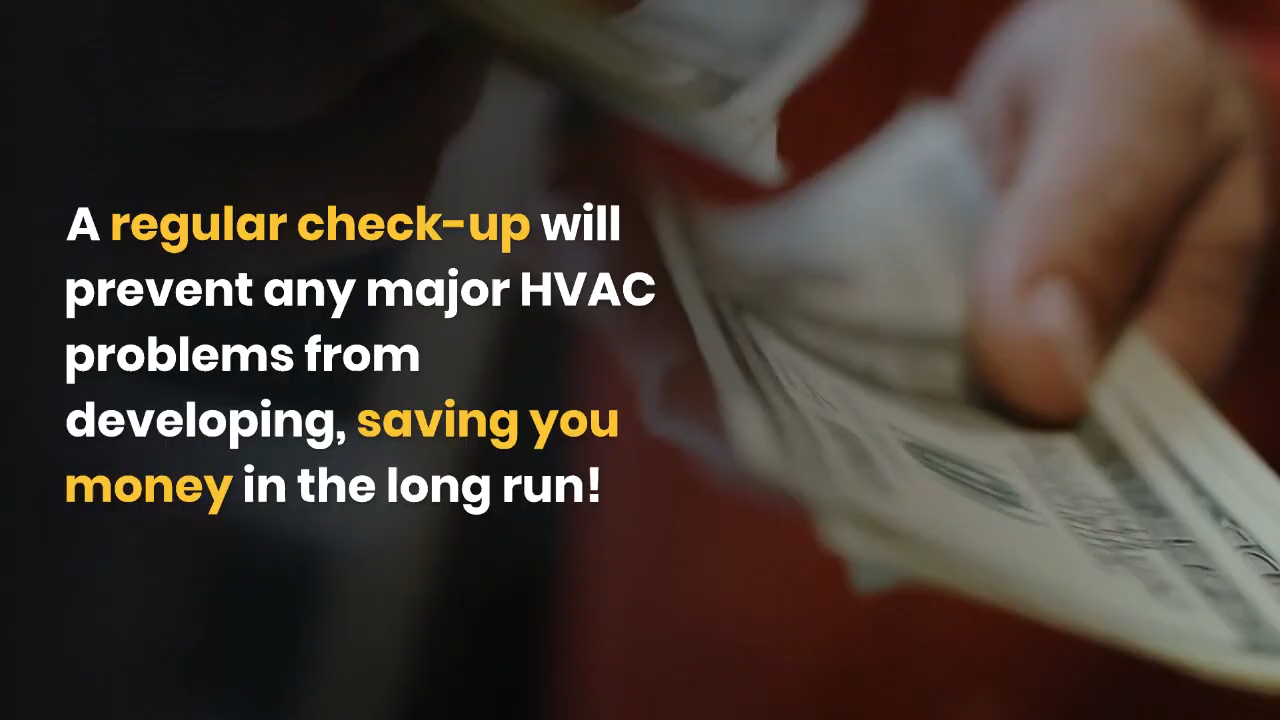 A regular check-up will
prevent any major HVAC
problems from
developing, saving you
money in the long run!